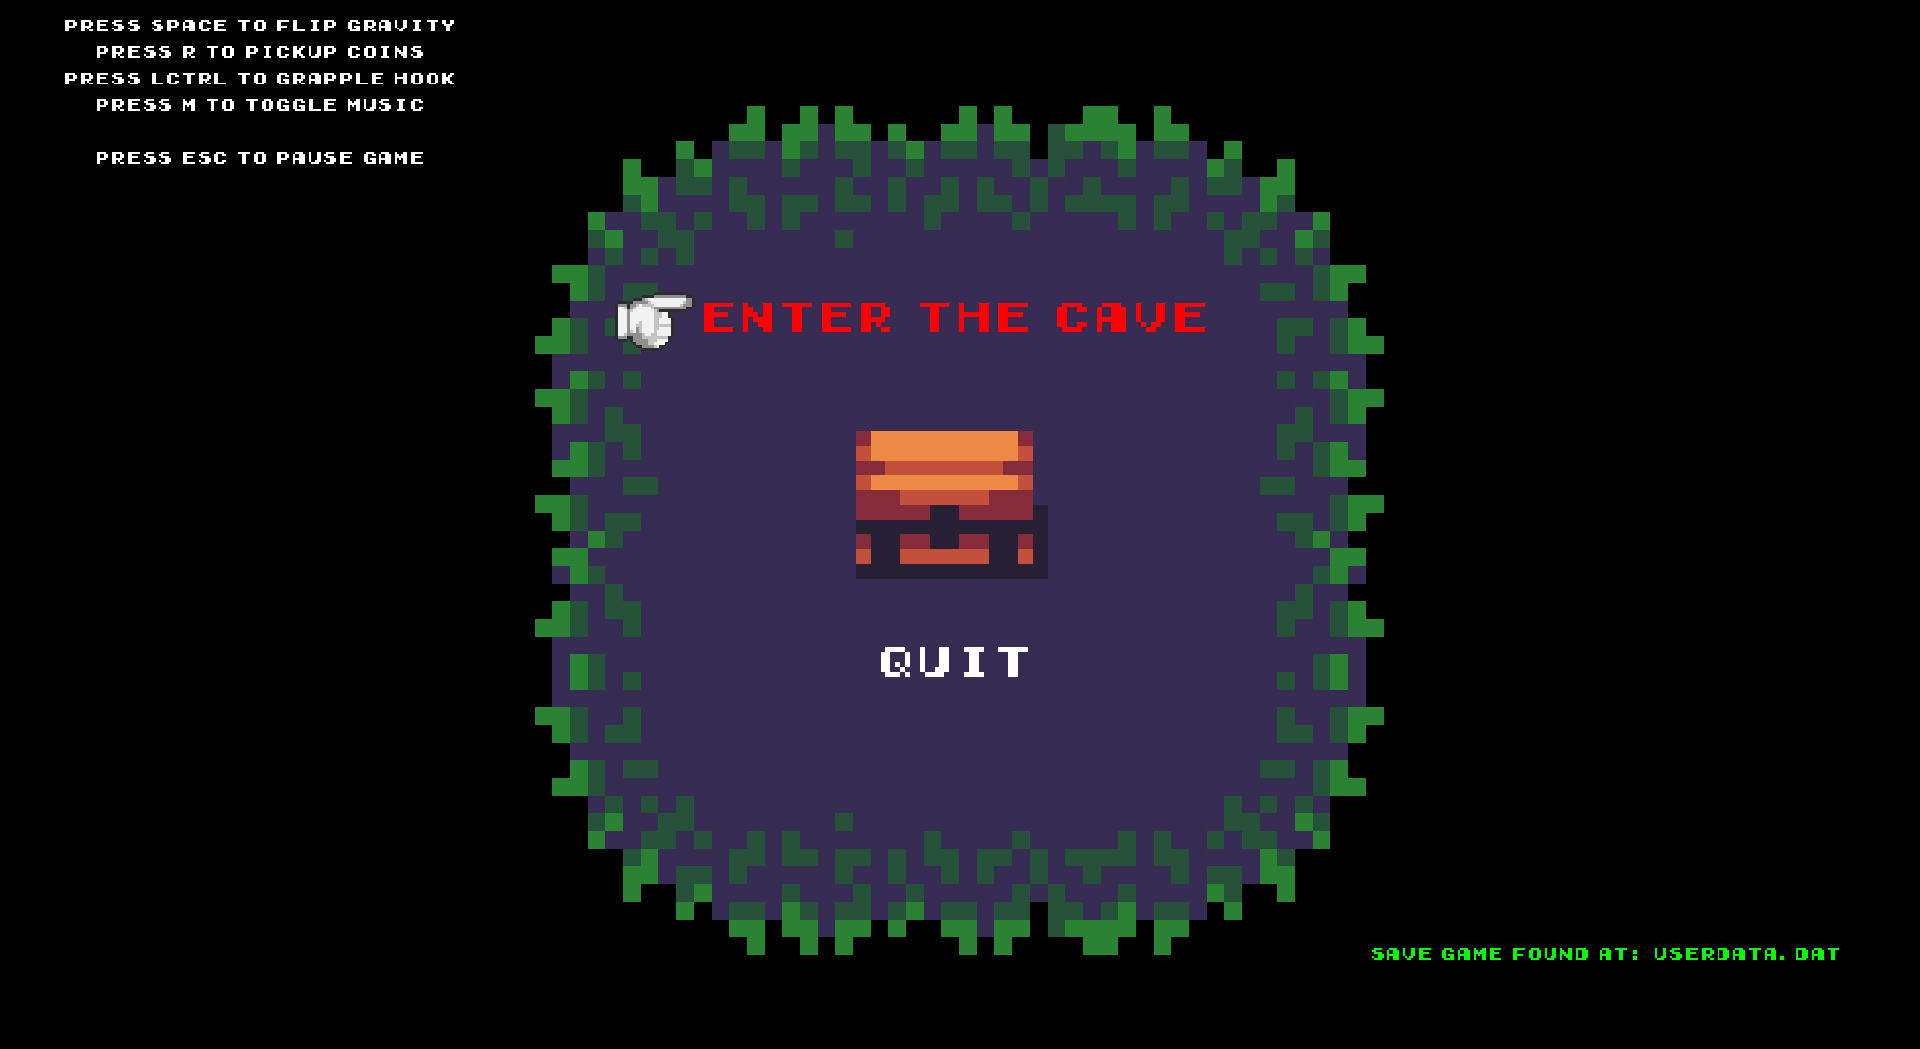 PRESS SPACE TO FLIP GRAVITY
PRESS R TO PICKUP COINS
PRESS LCTRL TO GRAPPLE HOOK
PRESS M TO TOGGLE MUSIC
PRESS ESC TO PAUSE GAME
ENTER THE CAVE
QUIT
SAVE GAME FOUND AT: USERDATA.DAT